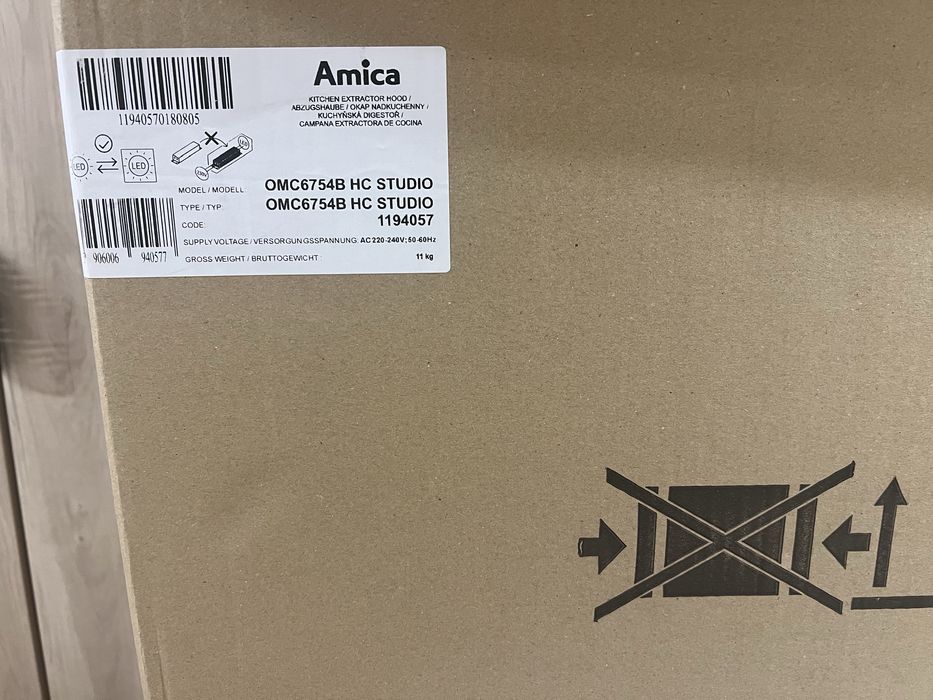 Amica
KITCHEN EXTRACTOR HOOD /
ABZUGSHAUBE / OKAP NADKUCHENNY /
KUCHYŇSKÁ DIGESTOŘ /
CAMPANA EXTRACTORA DE COCINA
11940570180805
LED
LED
LED
230V
MODEL / MODELL: OMC6754B HC STUDIO
TYPE / TYP: OMC6754B HC STUDIO
CODE: 1194057
SUPPLY VOLTAGE / VERSORGUNGSSPANNUNG: AC 220-240V; 50-60Hz
GROSS-WEIGHT / BRUTTOGEWICHT: 11 kg
906006 940577